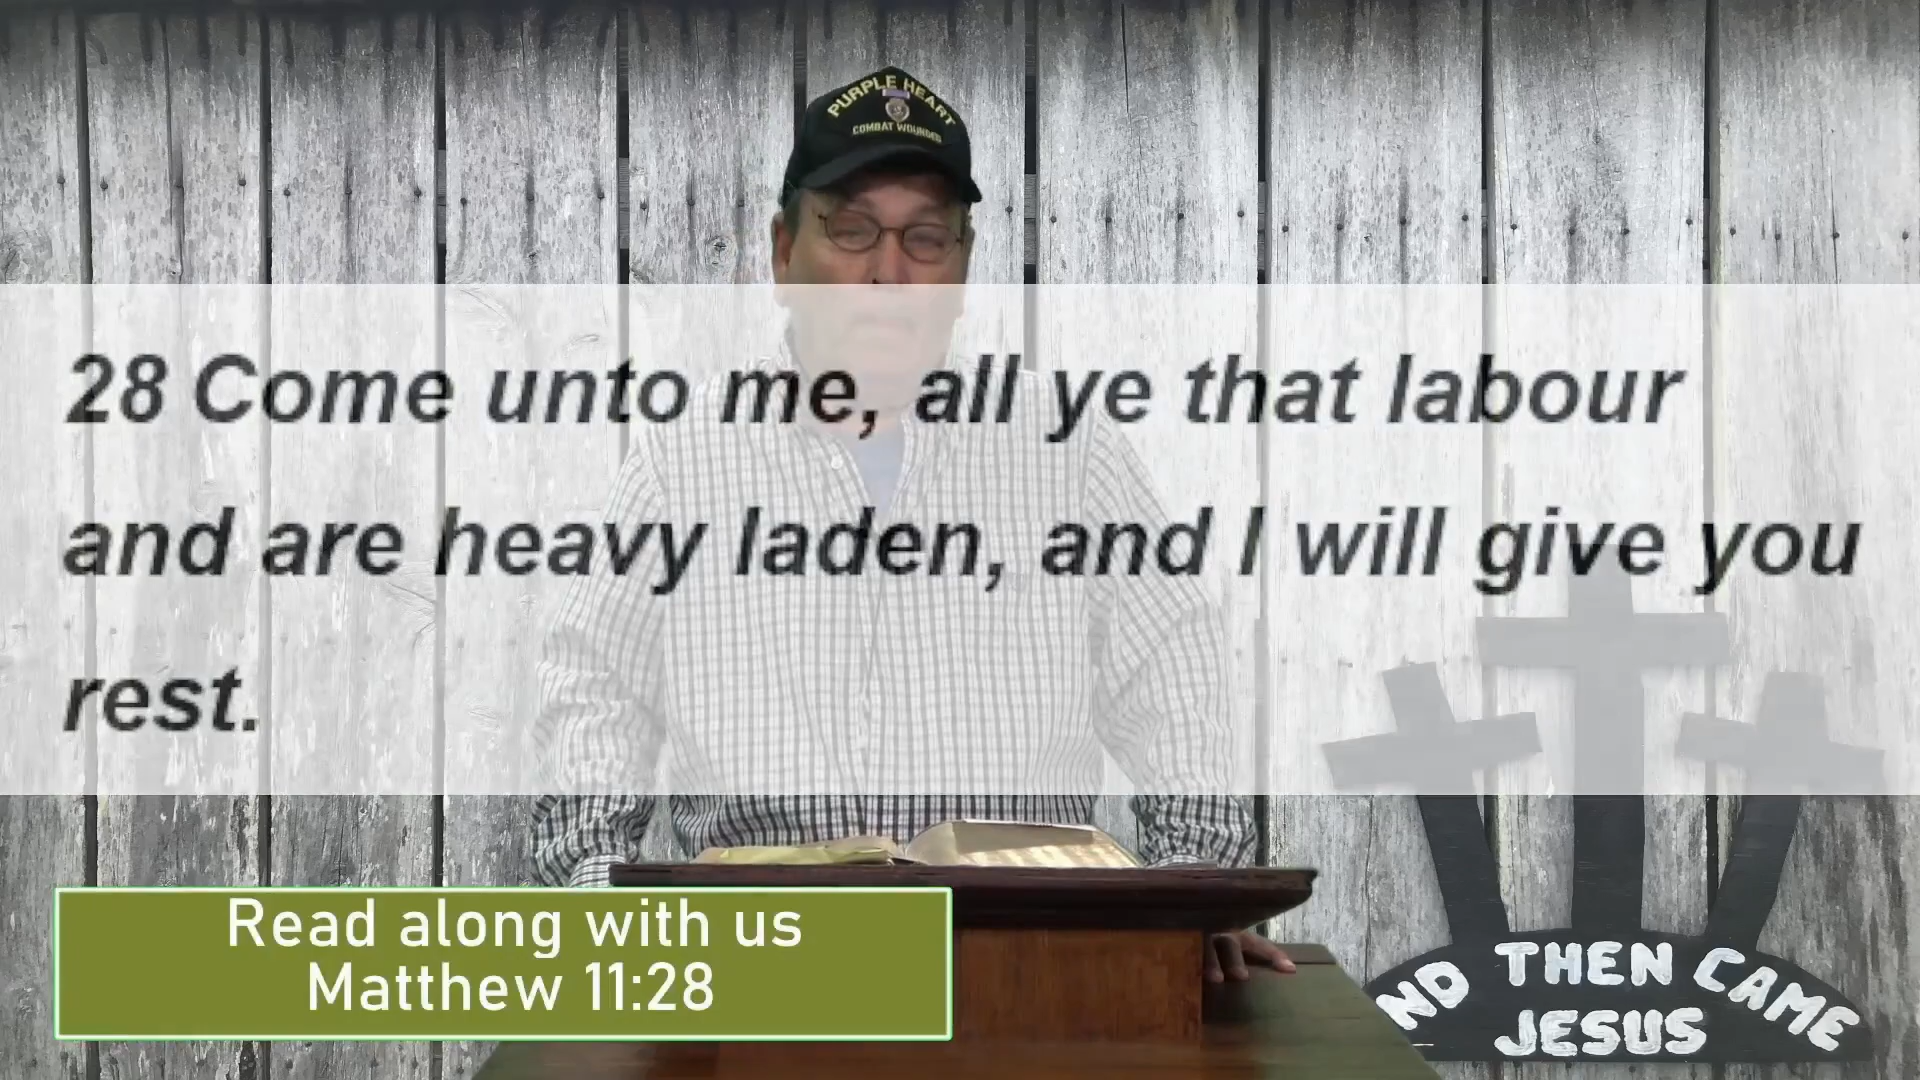 PURPLE HEART
COMBAT WOUNDED
28 Come unto me, all ye that labour
and are heavy laden, and I will give you
rest.
Read along with us
Matthew 11:28
ND THEN CAME
JESUS